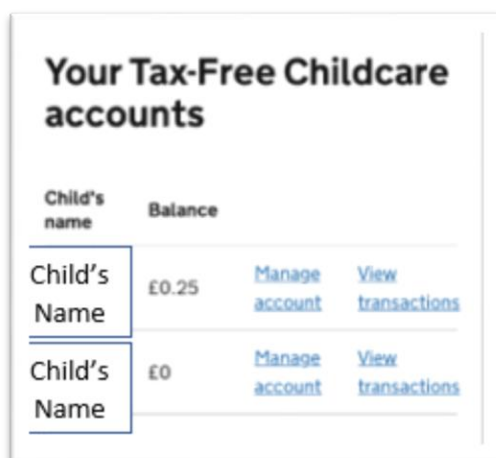 Your Tax-Free Childcare
accounts
Child's
name
Balance
Child's
Name
£0.25
Manage
account
View
transactions
Child's
Name
£0
Manage
account
View
transactions